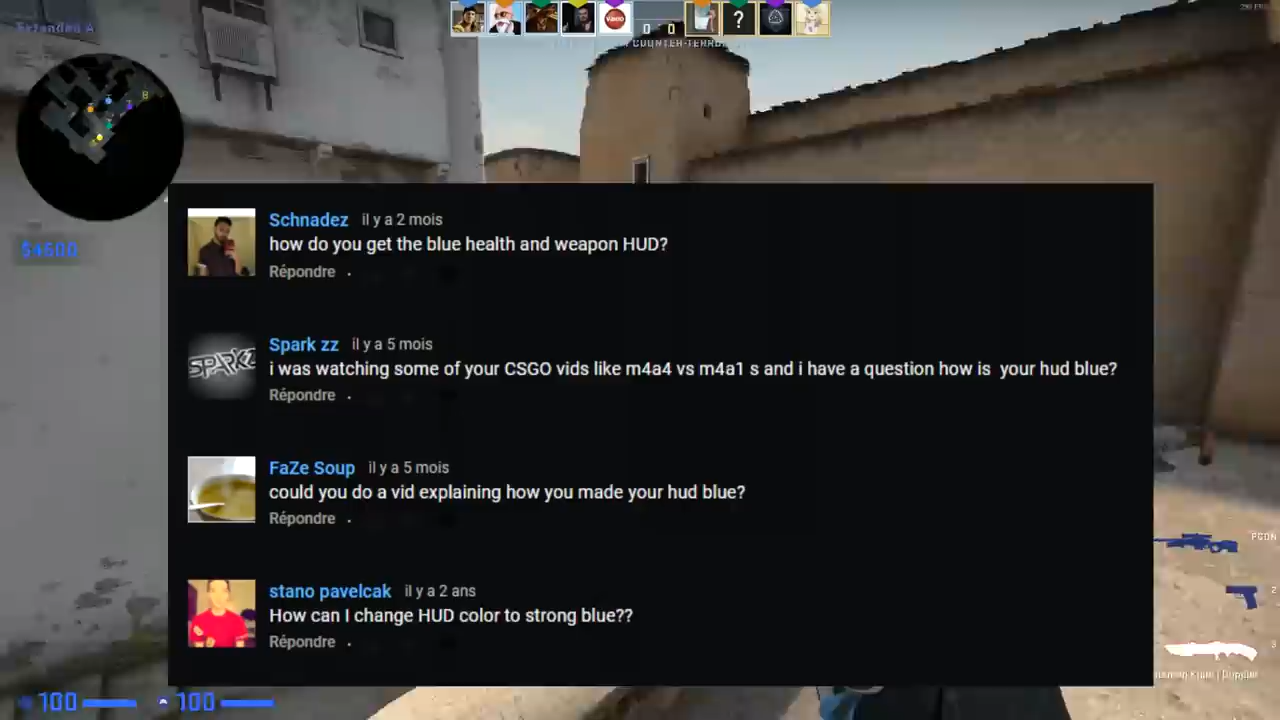 Extended A
0 0
COUNTER-TERRO
B
$4600
Schnadez il y a 2 mois
how do you get the blue health and weapon HUD?
Répondre .
Spark zz il y a 5 mois
i was watching some of your CSGO vids like m4a4 vs m4a1 s and i have a question how is your hud blue?
Répondre .
FaZe Soup il y a 5 mois
could you do a vid explaining how you made your hud blue?
Répondre .
stano pavelcak il y a 2 ans
How can I change HUD color to strong blue??
Répondre .
2
3
100 100